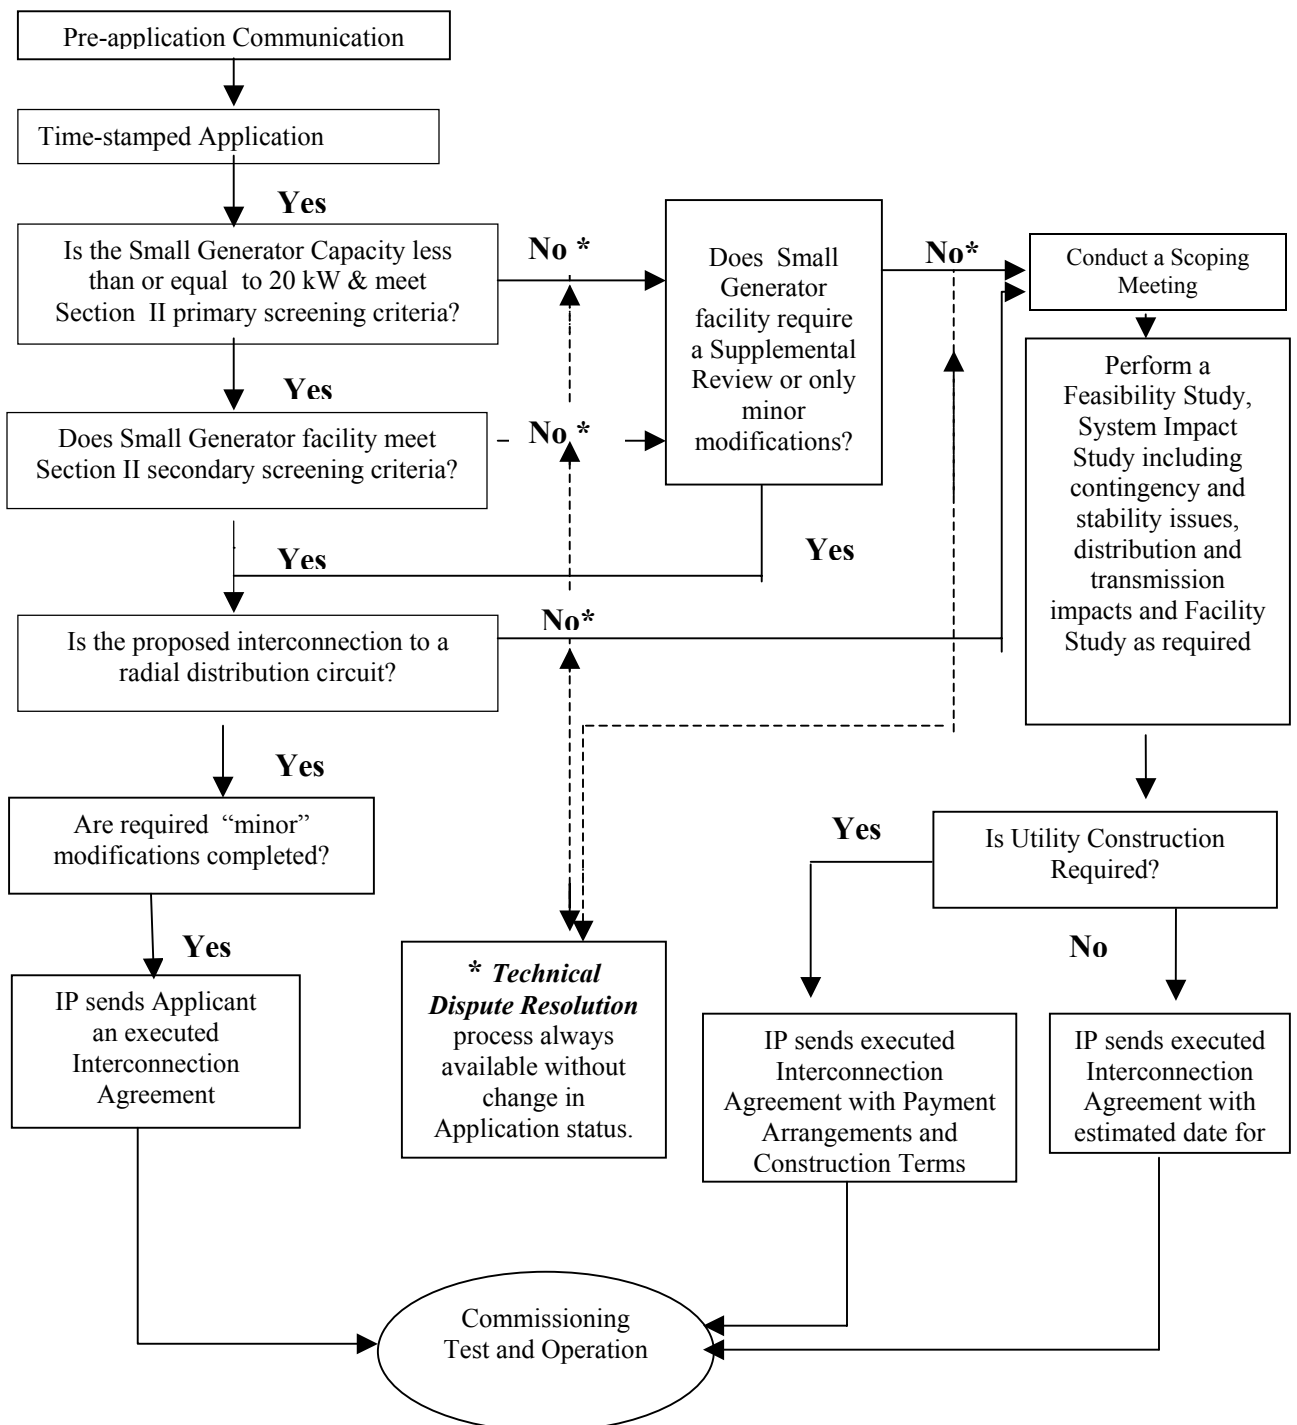 Pre-application Communication
Time-stamped Application
Yes
Is the Small Generator Capacity less
than or equal to 20 kW & meet
Section II primary screening criteria?
No *
Does Small
Generator
facility require
a Supplemental
Review or only
minor
modifications?
No*
Conduct a Scoping
Meeting
Yes
Does Small Generator facility meet
Section II secondary screening criteria?
No *
Perform a
Feasibility Study,
System Impact
Study including
contingency and
stability issues,
distribution and
transmission
impacts and Facility
Study as required
Yes
Yes
Is the proposed interconnection to a
radial distribution circuit?
No*
Yes
Are required “minor”
modifications completed?
Yes
Is Utility Construction
Required?
Yes
No
IP sends Applicant
an executed
Interconnection
Agreement
* Technical
Dispute Resolution
process always
available without
change in
Application status.
IP sends executed
Interconnection
Agreement with Payment
Arrangements and
Construction Terms
IP sends executed
Interconnection
Agreement with
estimated date for
Commissioning
Test and Operation